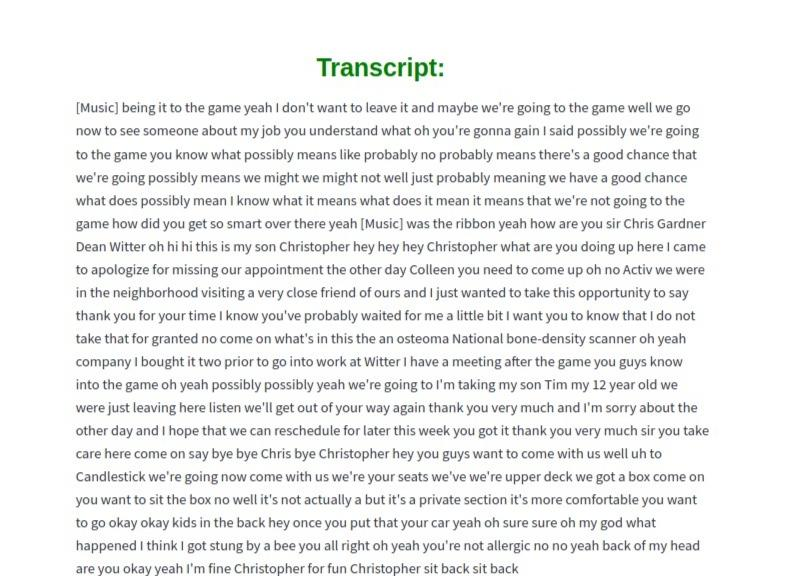 Transcript:
[Music] being it to the game yeah I don't want to leave it and maybe we're going to the game well we go
now to see someone about my job you understand what oh you're gonna gain I said possibly we're going
to the game you know what possibly means like probably no probably means there's a good chance that
we're going possibly means we might we might not well just probably meaning we have a good chance
what does possibly mean I know what it means what does it mean it means that we're not going to the
game how did you get so smart over there yeah [Music] was the ribbon yeah how are you sir Chris Gardner
Dean Witter oh hi hi this is my son Christopher hey hey hey Christopher what are you doing up here I came
to apologize for missing our appointment the other day Colleen you need to come up oh no Activ we were
in the neighborhood visiting a very close friend of ours and I just wanted to take this opportunity to say
thank you for your time I know you've probably waited for me a little bit I want you to know that I do not
take that for granted no come on what's in this the an osteoma National bone-density scanner oh yeah
company I bought it two prior to go into work at Witter I have a meeting after the game you guys know
into the game oh yeah possibly possibly yeah we're going to I'm taking my son Tim my 12 year old we
were just leaving here listen we'll get out of your way again thank you very much and I'm sorry about the
other day and I hope that we can reschedule for later this week you got it thank you very much sir you take
care here come on say bye bye Chris bye Christopher hey you guys want to come with us well uh to
Candlestick we're going now come with us we're your seats we've we're upper deck we got a box come on
you want to sit the box no well it's not actually a but it's a private section it's more comfortable you want
to go okay okay kids in the back hey once you put that your car yeah oh sure sure oh my god what
happened I think I got stung by a bee you all right oh yeah you're not allergic no no yeah back of my head
are you okay yeah I'm fine Christopher for fun Christopher sit back sit back